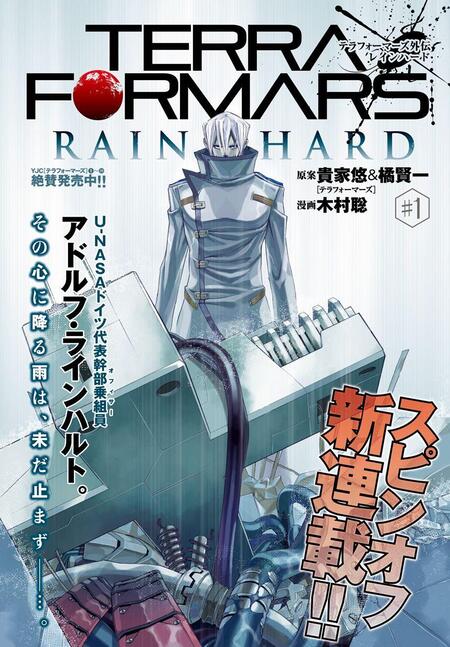 TERRA
FORMARS
テラフォーマーズ外伝
レインハード
RAIN HARD
YJC[テラフォーマーズ]
絶賛発売中!!
原案 貴家悠&橘賢一
[テラフォーマーズ]
漫画 木村聡
#1
U-NASAドイツ代表幹部乗組員
オフィサー
アドルフ・ラインハルト。
その心に降る雨は、未だ止まず――…。
スピンオフ
新連載!!